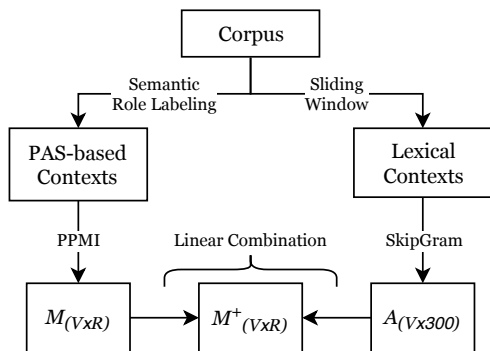 Corpus
Semantic
Role Labeling
Sliding
Window
PAS-based
Contexts
Lexical
Contexts
PPMI
Linear Combination
SkipGram
M(VxR)
M+(VxR)
A(Vx300)